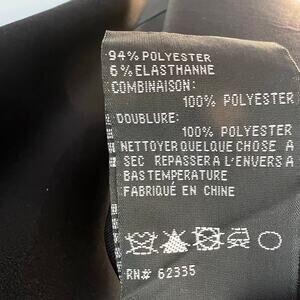 94% POLYESTER
6% ELASTHANNE
COMBINAISON:
100% POLYESTER
DOUBLURE:
100% POLYESTER
NETTOYER QUELQUE CHOSE A
SEC REPASSER A L'ENVERS A
BAS TEMPERATURE
FABRIQUÉ EN CHINE
RN# 62335